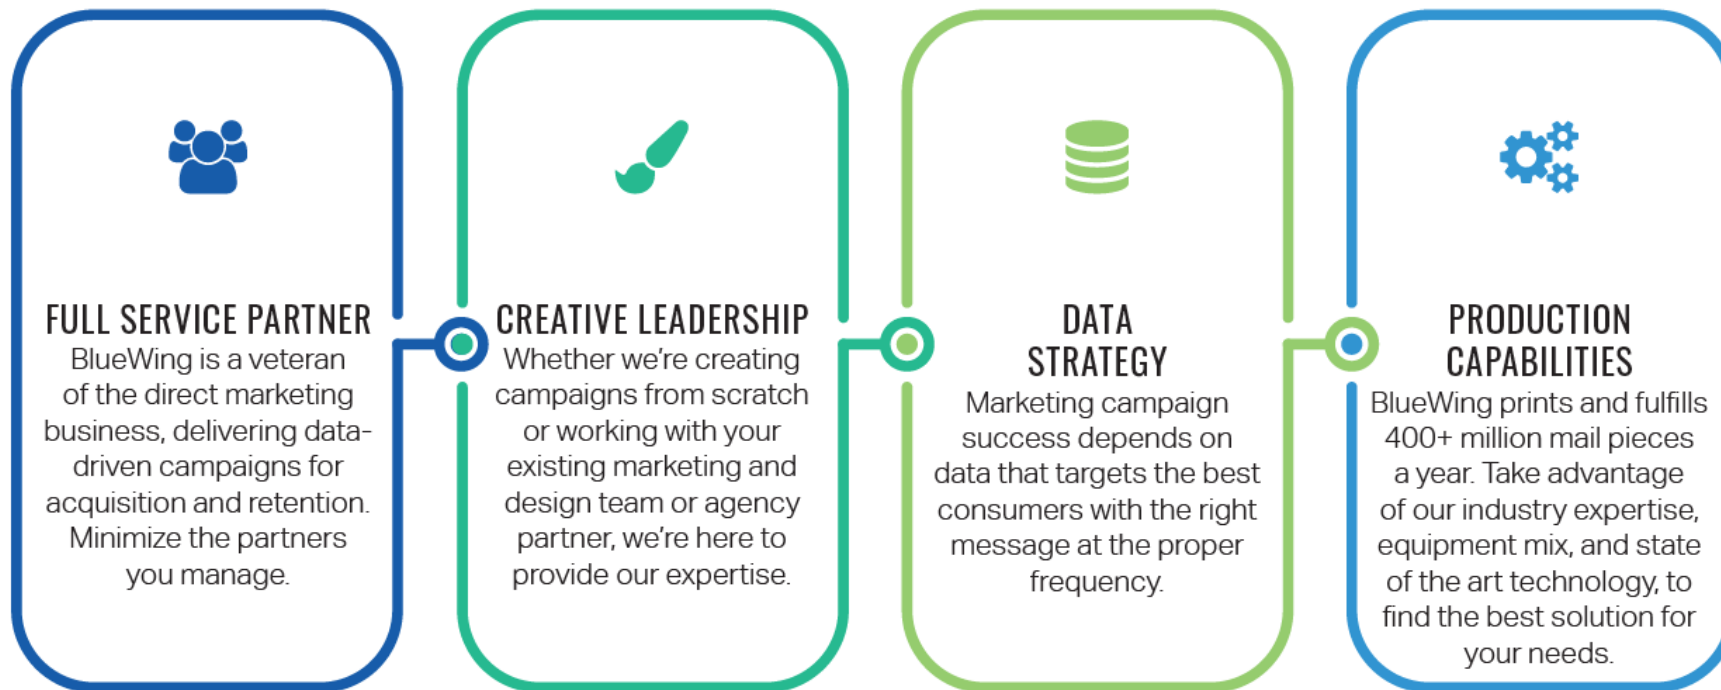 FULL SERVICE PARTNER
BlueWing is a veteran
of the direct marketing
business, delivering data-
driven campaigns for
acquisition and retention.
Minimize the partners
you manage.
CREATIVE LEADERSHIP
Whether we're creating
campaigns from scratch
or working with your
existing marketing and
design team or agency
partner, we're here to
provide our expertise.
DATA
STRATEGY
Marketing campaign
success depends on
data that targets the best
consumers with the right
message at the proper
frequency.
PRODUCTION
CAPABILITIES
BlueWing prints and fulfills
400+ million mail pieces
a year. Take advantage
of our industry expertise,
equipment mix, and state
of the art technology, to
find the best solution for
your needs.